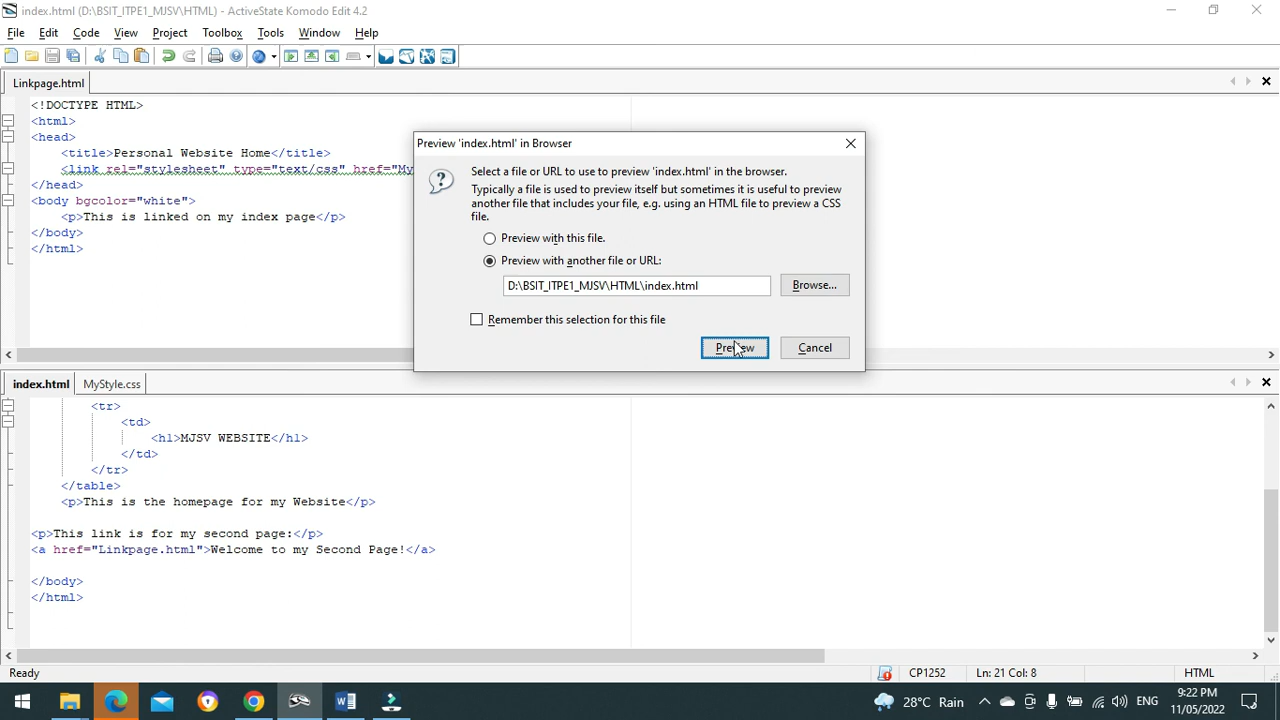 index.html (D:\BSIT_ITPE1_MJSV\HTML) - ActiveState Komodo Edit 4.2
File Edit Code View Project Toolbox Tools Window Help
Linkpage.html
<!DOCTYPE HTML>
<html>
<head>
<title>Personal Website Home</title>
<link rel="stylesheet" type="text/css" href="My
</head>
<body bgcolor="white">
<p>This is linked on my index page</p>
</body>
</html>
Preview 'index.html' in Browser
Select a file or URL to use to preview 'index.html' in the browser.
Typically a file is used to preview itself but sometimes it is useful to preview
another file that includes your file, e.g. using an HTML file to preview a CSS
file.
Preview with this file.
Preview with another file or URL:
D:\BSIT_ITPE1_MJSV\HTML\index.html
Browse...
Remember this selection for this file
Preview Cancel
index.html MyStyle.css
<tr>
<td>
<h1>MJSV WEBSITE</h1>
</td>
</tr>
</table>
<p>This is the homepage for my Website</p>
<p>This link is for my second page:</p>
<a href="Linkpage.html">Welcome to my Second Page!</a>
</body>
</html>
Ready CP1252 Ln: 21 Col: 8 HTML
28°C Rain ENG 9:22 PM
11/05/2022